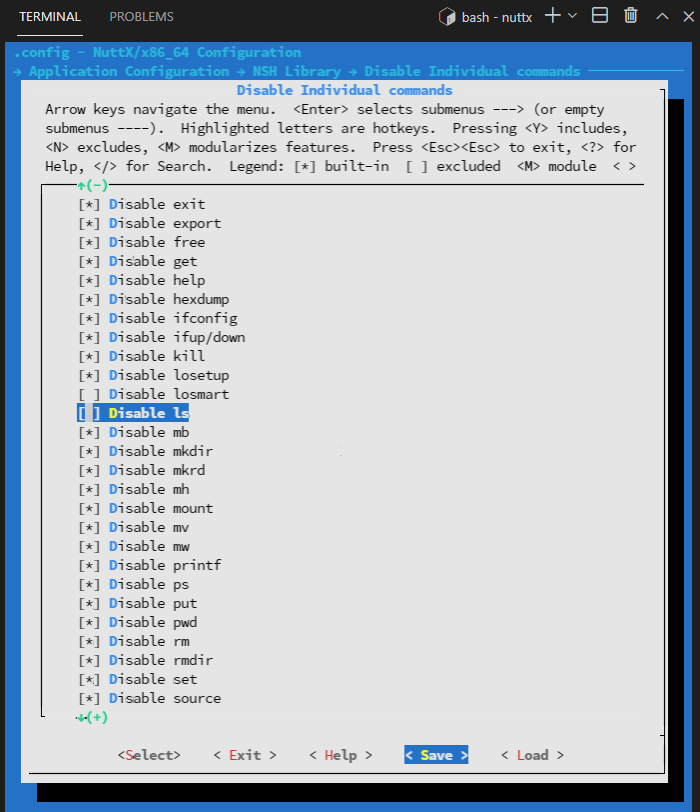 TERMINAL PROBLEMS bash - nuttx
.config - NuttX/x86_64 Configuration
→ Application Configuration → NSH Library → Disable Individual commands
Disable Individual commands
Arrow keys navigate the menu. <Enter> selects submenus ---> (or empty
submenus ----). Highlighted letters are hotkeys. Pressing <Y> includes,
<N> excludes, <M> modularizes features. Press <Esc><Esc> to exit, <?> for
Help, </> for Search. Legend: [*] built-in [ ] excluded <M> module < >
↑(-)
[*] Disable exit
[*] Disable export
[*] Disable free
[*] Disable get
[*] Disable help
[*] Disable hexdump
[*] Disable ifconfig
[*] Disable ifup/down
[*] Disable kill
[*] Disable losetup
[ ] Disable losmart
[ ] Disable ls
[*] Disable mb
[*] Disable mkdir
[*] Disable mkrd
[*] Disable mh
[*] Disable mount
[*] Disable mv
[*] Disable mw
[*] Disable printf
[*] Disable ps
[*] Disable put
[*] Disable pwd
[*] Disable rm
[*] Disable rmdir
[*] Disable set
[*] Disable source
↓(+)
<Select> < Exit > < Help > < Save > < Load >